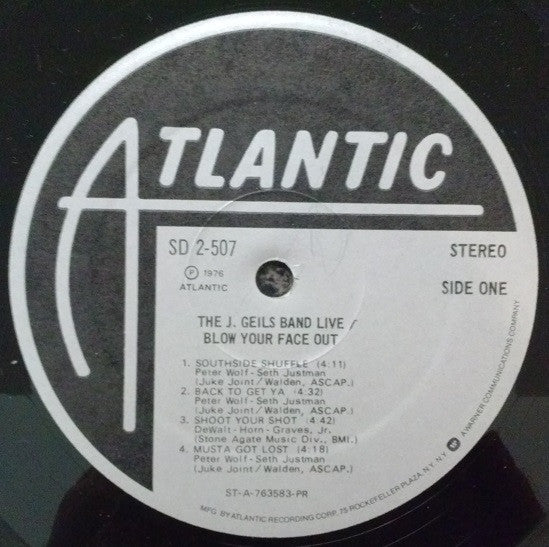 ATLANTIC
SD 2-507
STEREO
Ⓟ 1976
ATLANTIC
SIDE ONE
THE J. GEILS BAND LIVE /
BLOW YOUR FACE OUT
1. SOUTHSIDE SHUFFLE (4:11)
Peter Wolf-Seth Justman
(Juke Joint/Walden, ASCAP.)
2. BACK TO GET YA (4:32)
Peter Wolf-Seth Justman
(Juke Joint/Walden, ASCAP.)
3. SHOOT YOUR SHOT (4:42)
DeWalt-Horn-Graves, Jr.
(Stone Agate Music Div., BMI.)
4. MUSTA GOT LOST (4:18)
Peter Wolf-Seth Justman
(Juke Joint/Walden, ASCAP.)
ST-A-763583-PR
MFG. BY ATLANTIC RECORDING CORP., 75 ROCKEFELLER PLAZA, N.Y. N.Y. A WARNER COMMUNICATIONS COMPANY